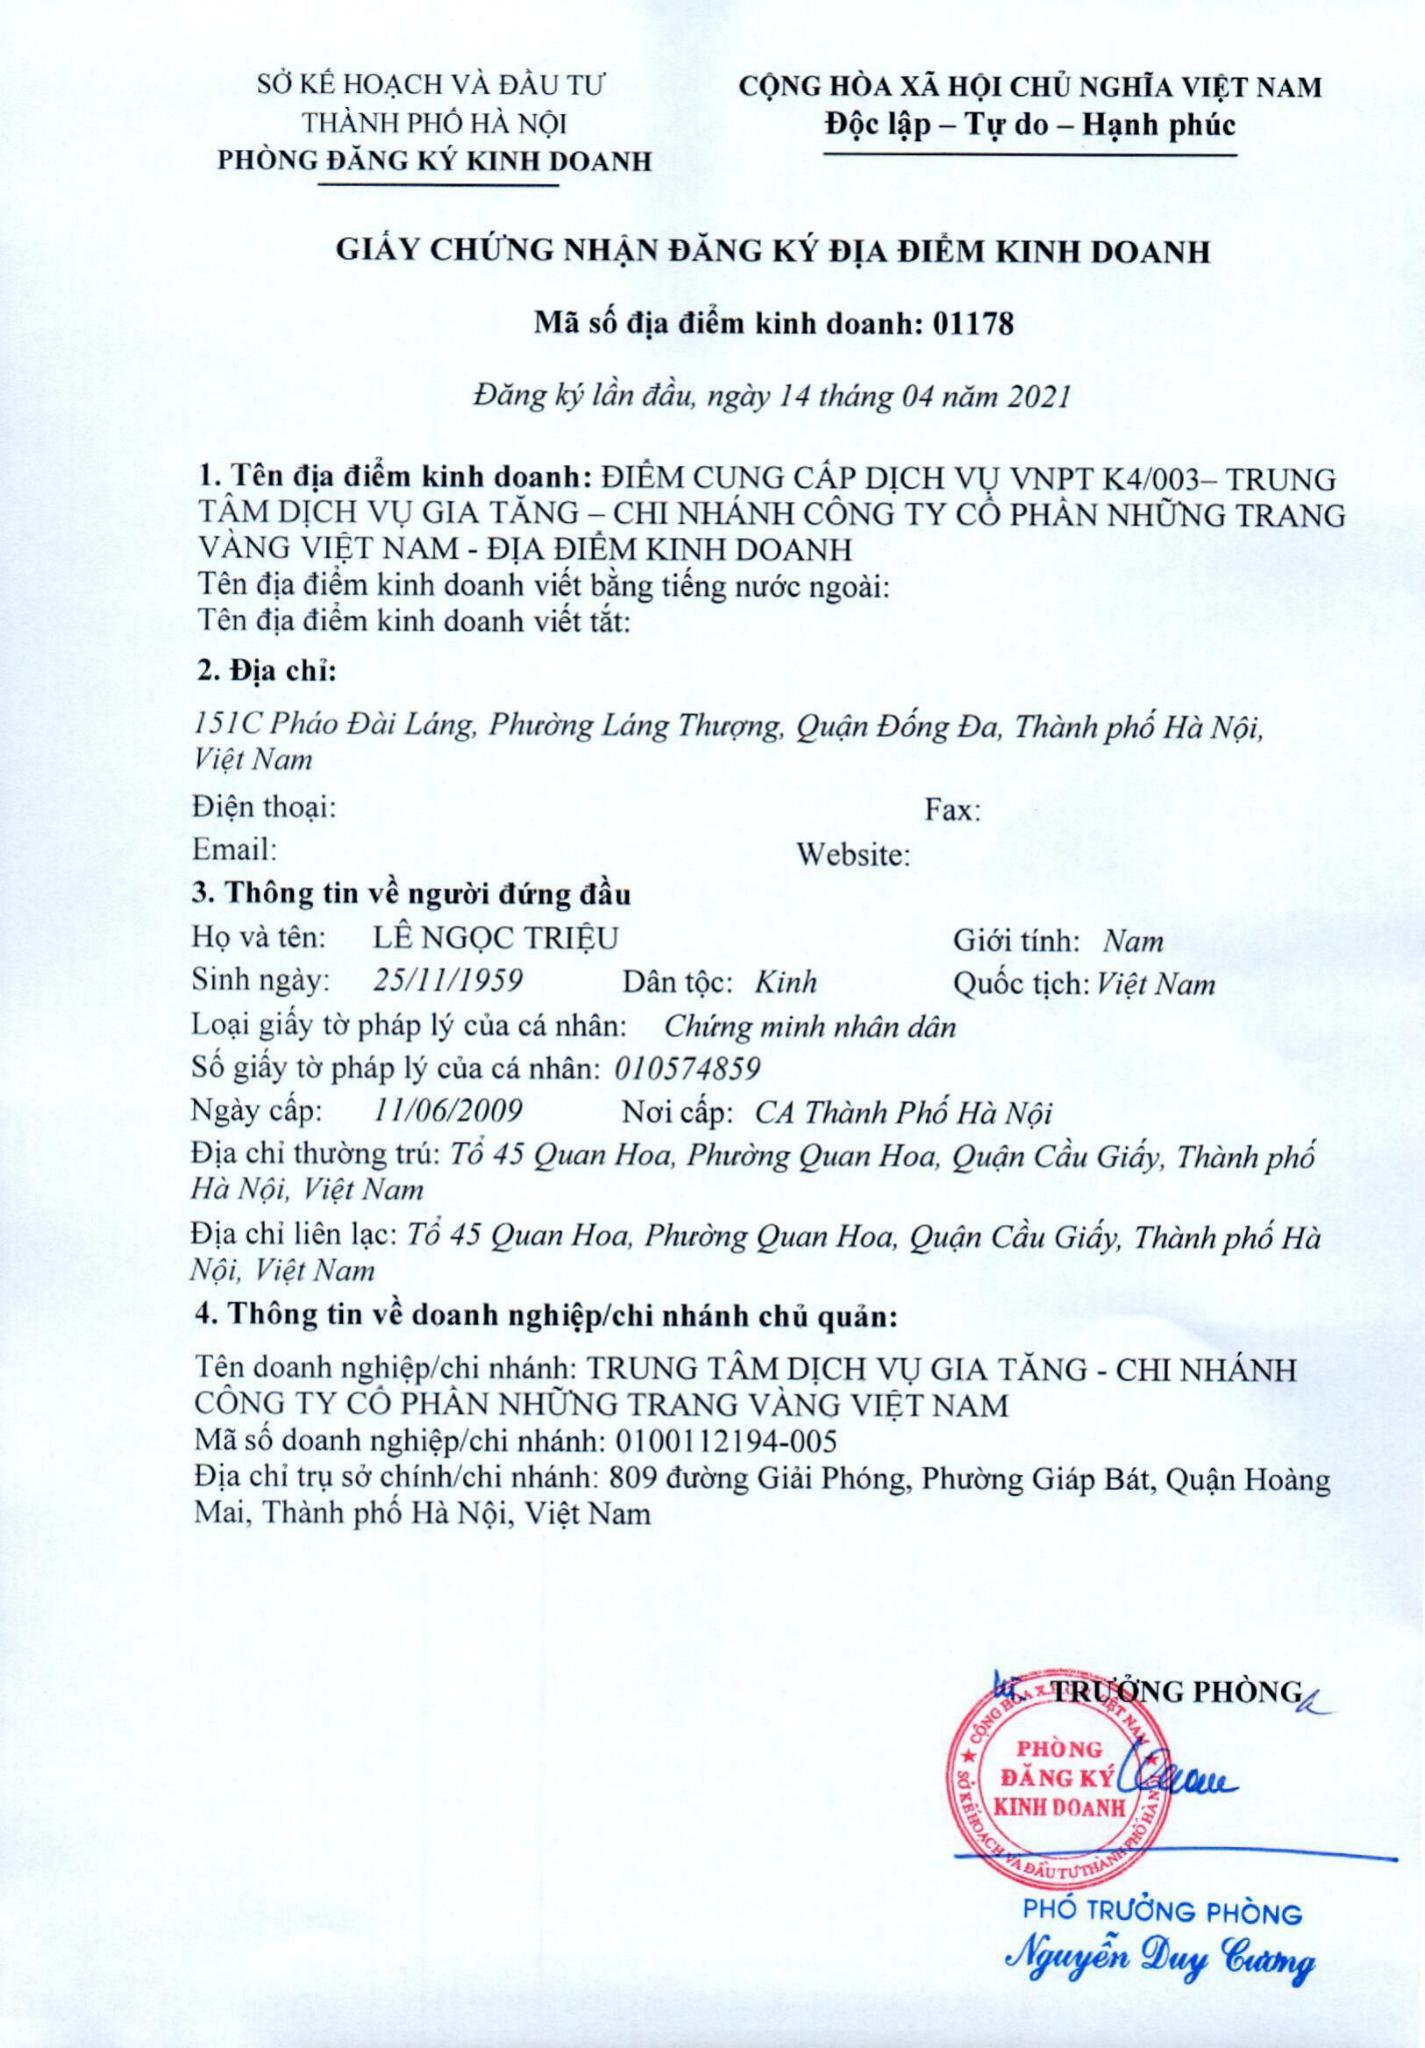 SỞ KẾ HOẠCH VÀ ĐẦU TƯ
THÀNH PHỐ HÀ NỘI
PHÒNG ĐĂNG KÝ KINH DOANH
CỘNG HÒA XÃ HỘI CHỦ NGHĨA VIỆT NAM
Độc lập – Tự do – Hạnh phúc
GIẤY CHỨNG NHẬN ĐĂNG KÝ ĐỊA ĐIỂM KINH DOANH
Mã số địa điểm kinh doanh: 01178
Đăng ký lần đầu, ngày 14 tháng 04 năm 2021
1. Tên địa điểm kinh doanh: ĐIỂM CUNG CẤP DỊCH VỤ VNPT K4/003– TRUNG
TÂM DỊCH VỤ GIA TĂNG – CHI NHÁNH CÔNG TY CỔ PHẦN NHỮNG TRANG
VÀNG VIỆT NAM - ĐỊA ĐIỂM KINH DOANH
Tên địa điểm kinh doanh viết bằng tiếng nước ngoài:
Tên địa điểm kinh doanh viết tắt:
2. Địa chỉ:
151C Pháo Đài Láng, Phường Láng Thượng, Quận Đống Đa, Thành phố Hà Nội,
Việt Nam
Điện thoại: Fax:
Email: Website:
3. Thông tin về người đứng đầu
Họ và tên: LÊ NGỌC TRIỆU Giới tính: Nam
Sinh ngày: 25/11/1959 Dân tộc: Kinh Quốc tịch: Việt Nam
Loại giấy tờ pháp lý của cá nhân: Chứng minh nhân dân
Số giấy tờ pháp lý của cá nhân: 010574859
Ngày cấp: 11/06/2009 Nơi cấp: CA Thành Phố Hà Nội
Địa chỉ thường trú: Tổ 45 Quan Hoa, Phường Quan Hoa, Quận Cầu Giấy, Thành phố
Hà Nội, Việt Nam
Địa chỉ liên lạc: Tổ 45 Quan Hoa, Phường Quan Hoa, Quận Cầu Giấy, Thành phố Hà
Nội, Việt Nam
4. Thông tin về doanh nghiệp/chi nhánh chủ quản:
Tên doanh nghiệp/chi nhánh: TRUNG TÂM DỊCH VỤ GIA TĂNG - CHI NHÁNH
CÔNG TY CỔ PHẦN NHỮNG TRANG VÀNG VIỆT NAM
Mã số doanh nghiệp/chi nhánh: 0100112194-005
Địa chỉ trụ sở chính/chi nhánh: 809 đường Giải Phóng, Phường Giáp Bát, Quận Hoàng
Mai, Thành phố Hà Nội, Việt Nam
TRƯỞNG PHÒNG
CỘNG HÒA X.H.C.N VIỆT NAM
PHÒNG
ĐĂNG KÝ
KINH DOANH
SỞ KẾ HOẠCH VÀ ĐẦU TƯ THÀNH PHỐ HÀ NỘI
PHÓ TRƯỞNG PHÒNG
Nguyễn Duy Cương